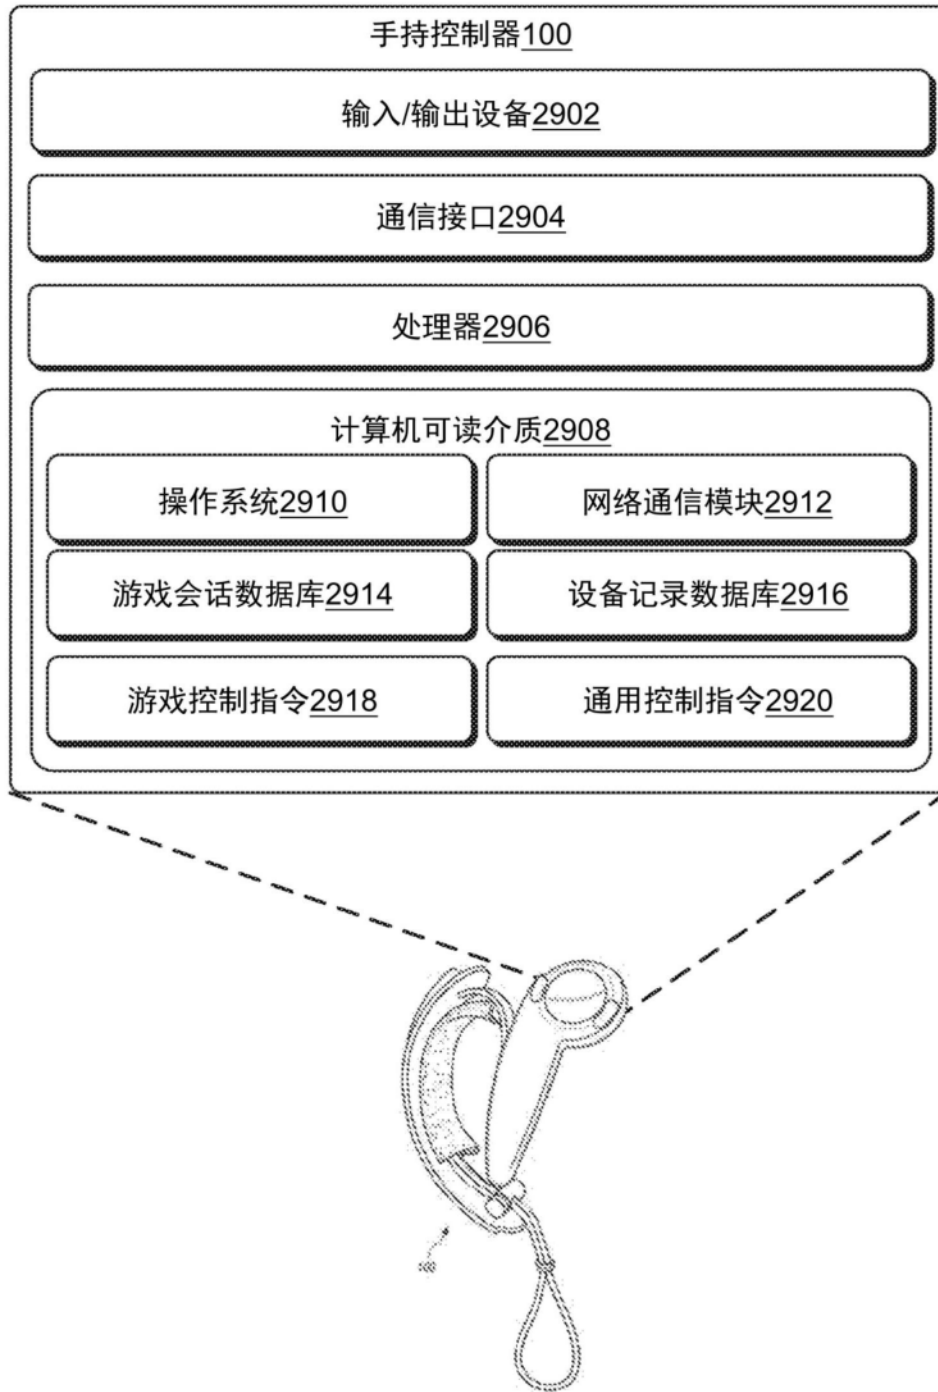 手持控制器100
输入/输出设备2902
通信接口2904
处理器2906
计算机可读介质2908
操作系统2910 网络通信模块2912
游戏会话数据库2914 设备记录数据库2916
游戏控制指令2918 通用控制指令2920
100